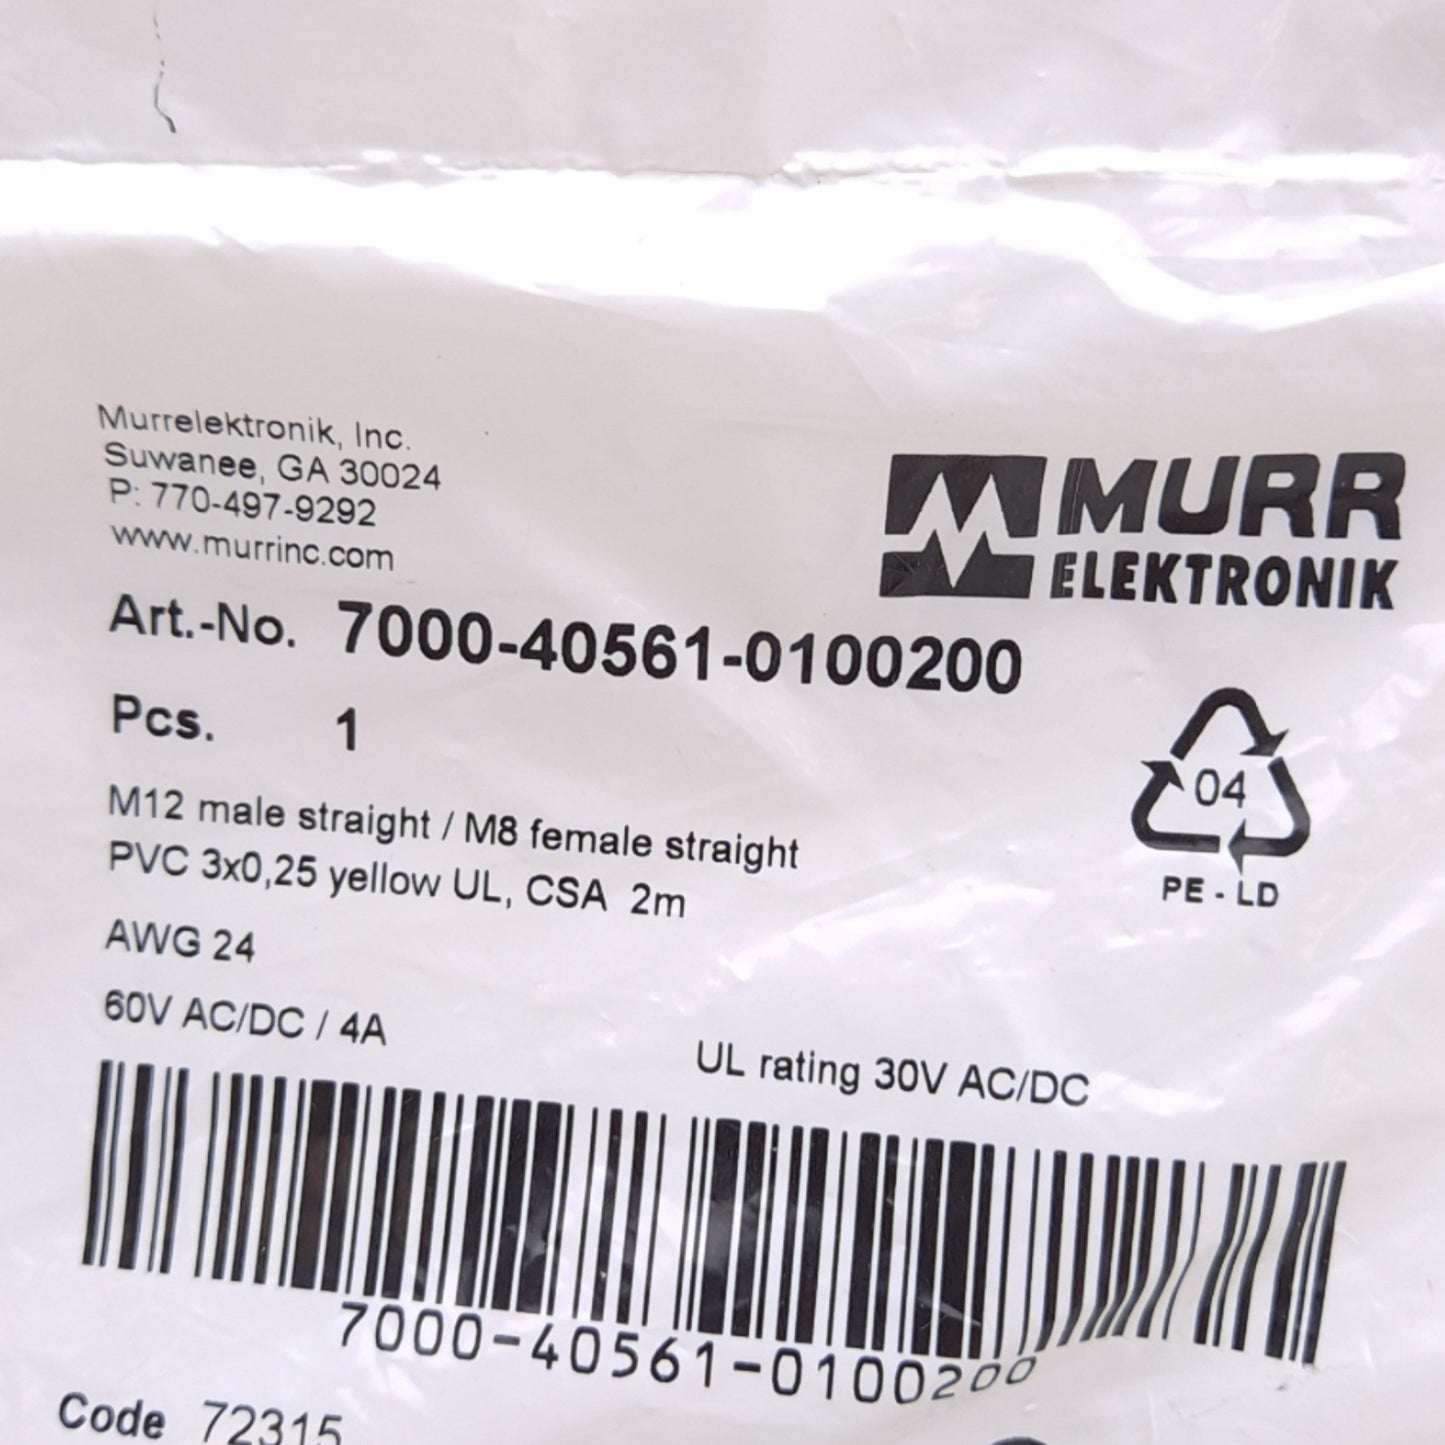 Murrelektronik, Inc.
Suwanee, GA 30024
P: 770-497-9292
www.murrinc.com
MURR
ELEKTRONIK
Art.-No. 7000-40561-0100200
Pcs. 1
04
PE - LD
M12 male straight / M8 female straight
PVC 3x0,25 yellow UL, CSA 2m
AWG 24
60V AC/DC / 4A
UL rating 30V AC/DC
7000-40561-0100200
Code 72315